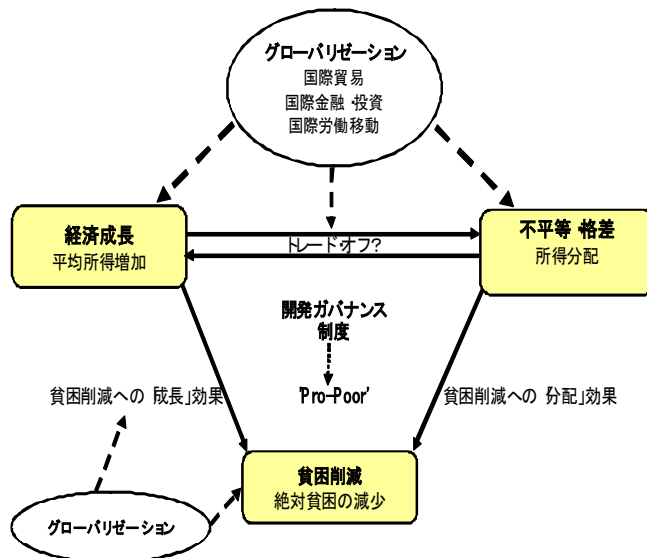 グローバリゼーション
国際貿易
国際金融・投資
国際労働移動
経済成長
平均所得増加
トレード・オフ?
不平等・格差
所得分配
開発ガバナンス
制度
'Pro-Poor'
貧困削減への「成長」効果
貧困削減への「分配」効果
貧困削減
絶対貧困の減少
グローバリゼーション